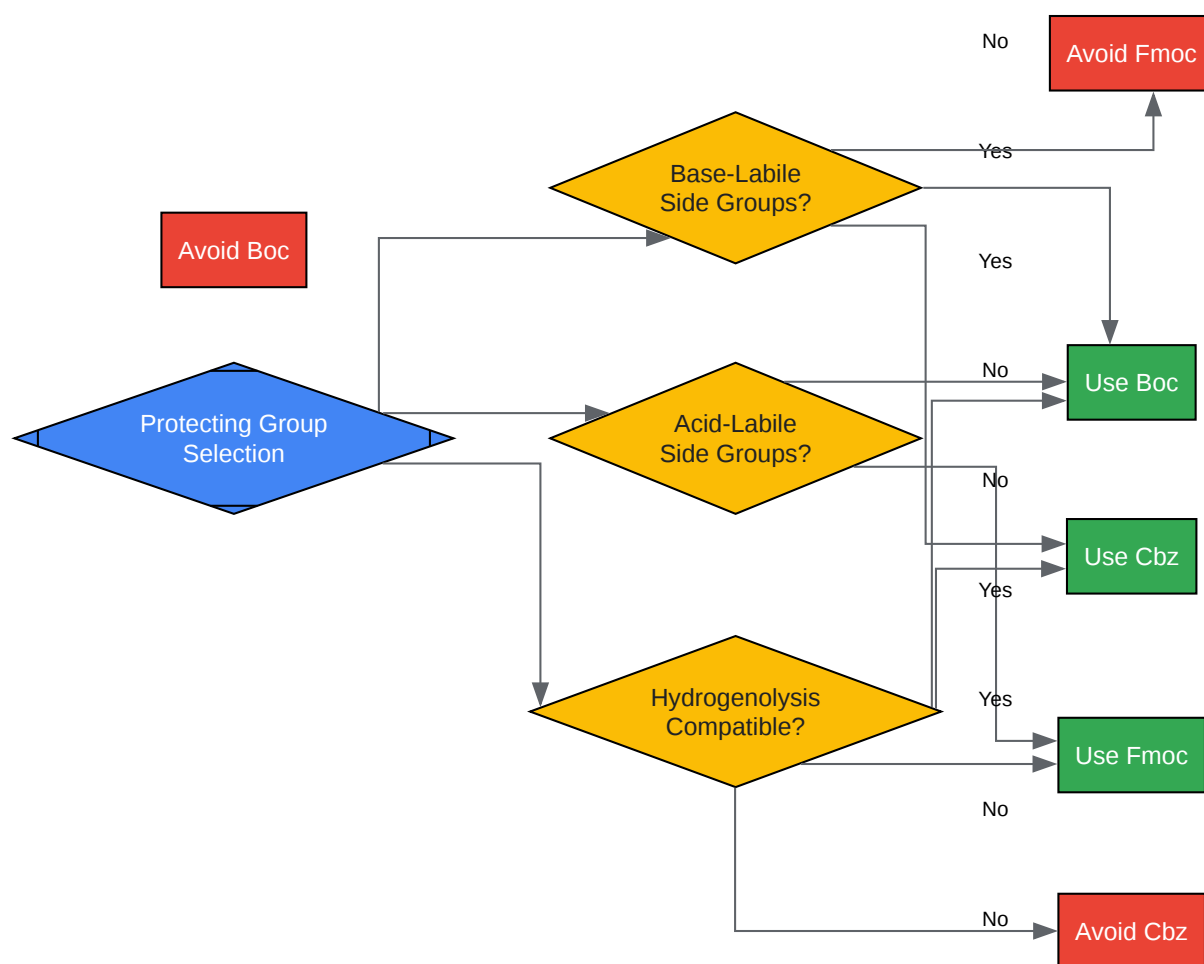 No
Avoid Fmoc
Base-Labile
Side Groups?
Yes
Avoid Boc
Yes
Protecting Group
Selection
Acid-Labile
Side Groups?
No
Use Boc
No
Use Cbz
Yes
Hydrogenolysis
Compatible?
Yes
Use Fmoc
No
No
Avoid Cbz